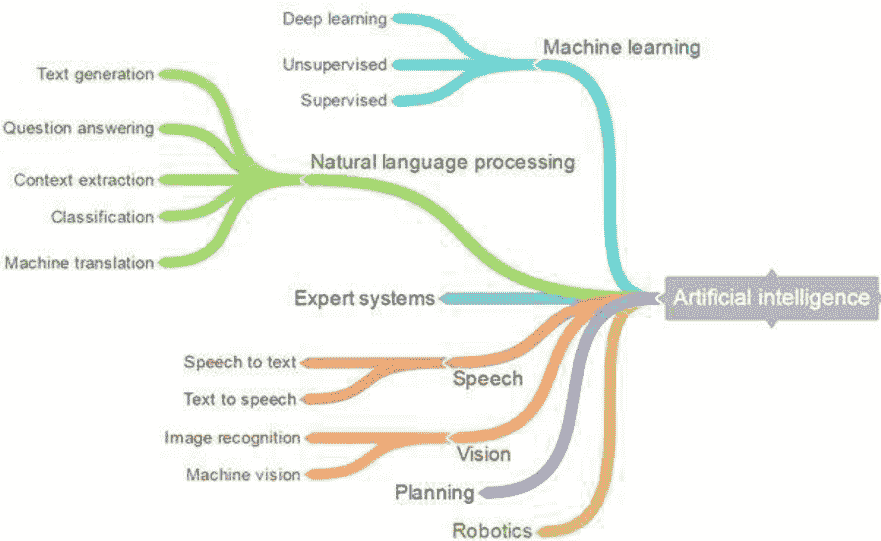 Deep learning
Machine learning
Unsupervised
Supervised
Text generation
Question answering
Natural language processing
Context extraction
Classification
Machine translation
Expert systems
Artificial intelligence
Speech to text
Speech
Text to speech
Image recognition
Vision
Machine vision
Planning
Robotics